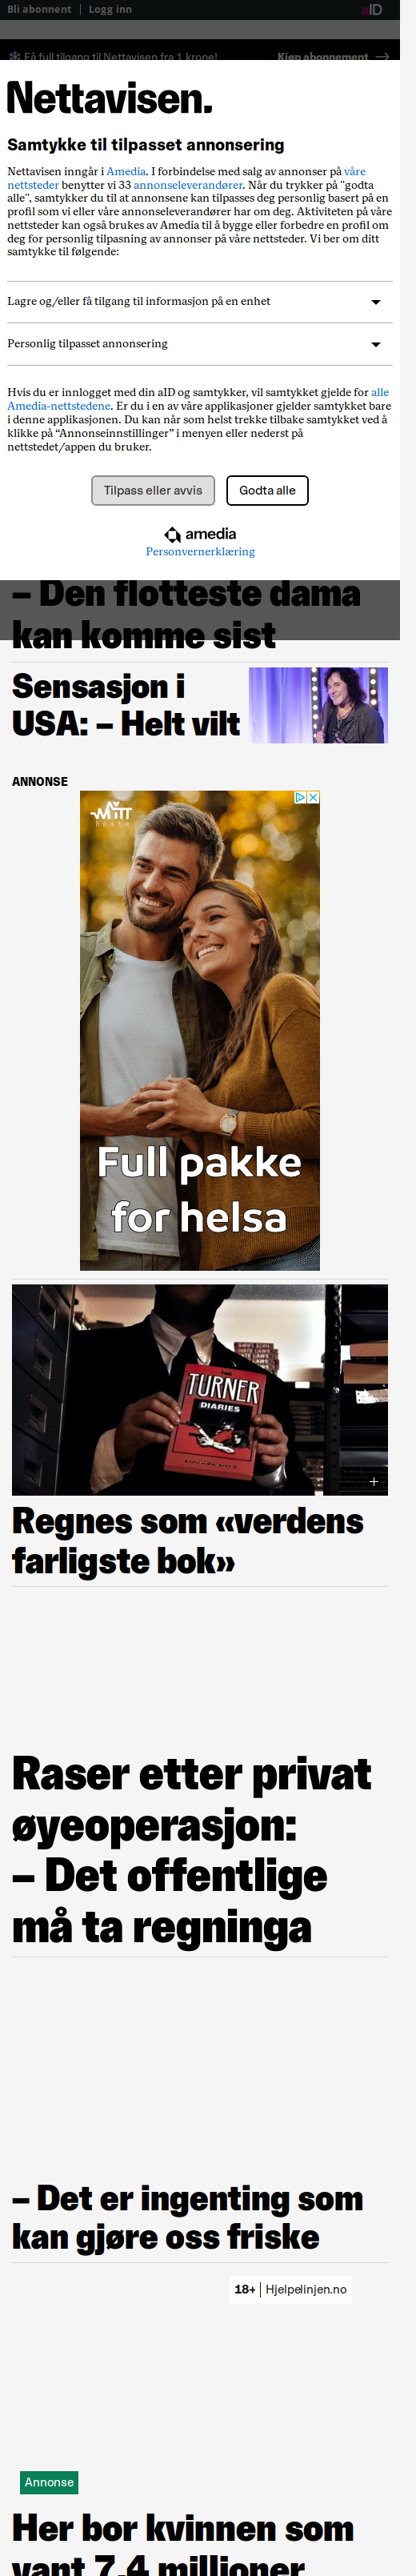 Bli abonnent | Logg inn
aID
Få full tilgang til Nettavisen fra 1 krone!
Kjøp abonnement
Nettavisen.
Samtykke til tilpasset annonsering
Nettavisen inngår i Amedia. I forbindelse med salg av annonser på våre
nettsteder benytter vi 33 annonseleverandører. Når du trykker på "godta
alle", samtykker du til at annonsene kan tilpasses deg personlig basert på en
profil som vi eller våre annonseleverandører har om deg. Aktiviteten på våre
nettsteder kan også brukes av Amedia til å bygge eller forbedre en profil om
deg for personlig tilpasning av annonser på våre nettsteder. Vi ber om ditt
samtykke til følgende:
Lagre og/eller få tilgang til informasjon på en enhet
Personlig tilpasset annonsering
Hvis du er innlogget med din aID og samtykker, vil samtykket gjelde for alle
Amedia-nettstedene. Er du i en av våre applikasjoner gjelder samtykket bare
i denne applikasjonen. Du kan når som helst trekke tilbake samtykket ved å
klikke på “Annonseinnstillinger” i menyen eller nederst på
nettstedet/appen du bruker.
Tilpass eller avvis
Godta alle
amedia
Personvernerklæring
– Den flotteste dama
kan komme sist
Sensasjon i
USA: – Helt vilt
ANNONSE
MITT
Beste
Full pakke
for helsa
THE
TURNER
DIARIES
Regnes som «verdens
farligste bok»
Raser etter privat
øyeoperasjon:
– Det offentlige
må ta regninga
– Det er ingenting som
kan gjøre oss friske
18+ | Hjelpelinjen.no
Annonse
Her bor kvinnen som
vant 7,4 millioner